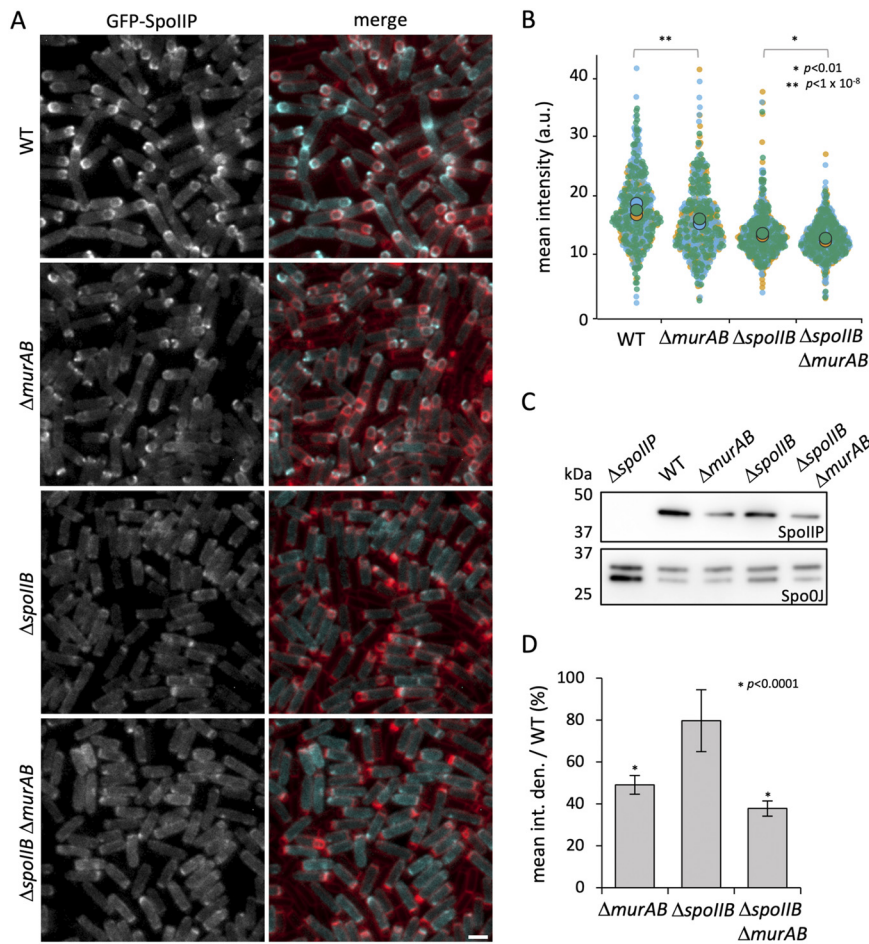 A
GFP-SpoIIP
merge
WT
ΔmurAB
ΔspoIIB
ΔspoIIB ΔmurAB
B
mean intensity (a.u.)
40
30
20
10
0
**
*
* p<0.01
** p<1 x 10-8
WT
ΔmurAB
ΔspoIIB
ΔspoIIB
ΔmurAB
C
kDa
ΔspoIIP
WT
ΔmurAB
ΔspoIIB
ΔspoIIB
ΔmurAB
50
37
SpoIIP
37
25
Spo0J
D
mean int. den. / WT (%)
100
80
60
40
20
0
* p<0.0001
*
*
ΔmurAB
ΔspoIIB
ΔspoIIB
ΔmurAB